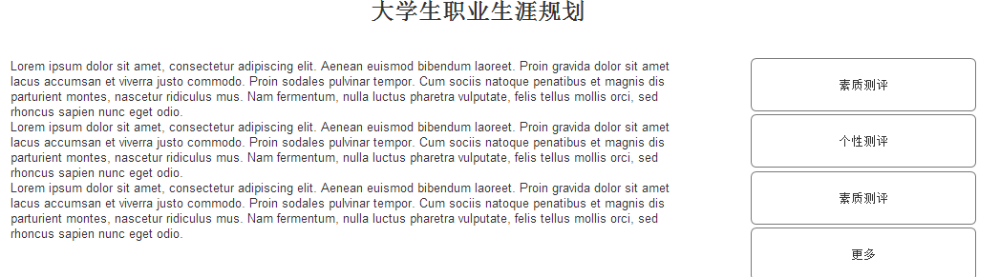 大学生职业生涯规划
Lorem ipsum dolor sit amet, consectetur adipiscing elit. Aenean euismod bibendum laoreet. Proin gravida dolor sit amet
lacus accumsan et viverra justo commodo. Proin sodales pulvinar tempor. Cum sociis natoque penatibus et magnis dis
parturient montes, nascetur ridiculus mus. Nam fermentum, nulla luctus pharetra vulputate, felis tellus mollis orci, sed
rhoncus sapien nunc eget odio.
Lorem ipsum dolor sit amet, consectetur adipiscing elit. Aenean euismod bibendum laoreet. Proin gravida dolor sit amet
lacus accumsan et viverra justo commodo. Proin sodales pulvinar tempor. Cum sociis natoque penatibus et magnis dis
parturient montes, nascetur ridiculus mus. Nam fermentum, nulla luctus pharetra vulputate, felis tellus mollis orci, sed
rhoncus sapien nunc eget odio.
Lorem ipsum dolor sit amet, consectetur adipiscing elit. Aenean euismod bibendum laoreet. Proin gravida dolor sit amet
lacus accumsan et viverra justo commodo. Proin sodales pulvinar tempor. Cum sociis natoque penatibus et magnis dis
parturient montes, nascetur ridiculus mus. Nam fermentum, nulla luctus pharetra vulputate, felis tellus mollis orci, sed
rhoncus sapien nunc eget odio.
素质测评
个性测评
素质测评
更多